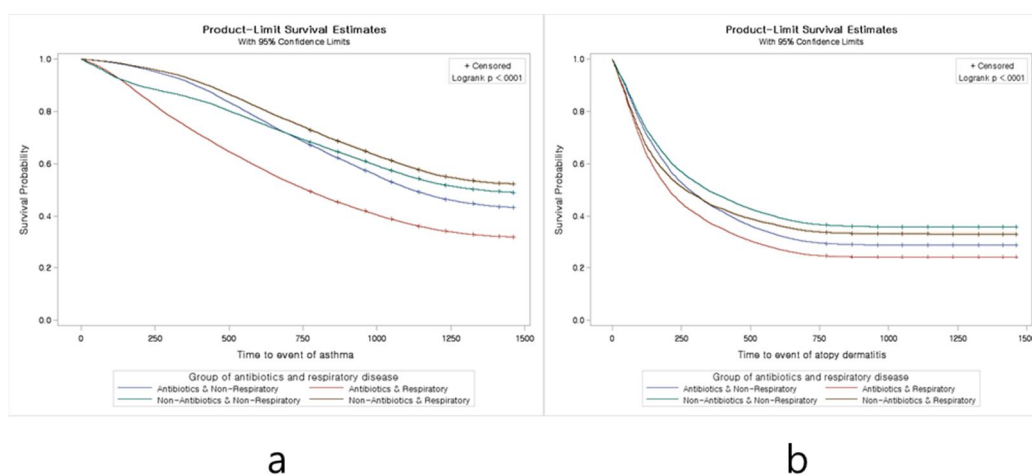 Product-Limit Survival Estimates
With 95% Confidence Limits
+ Censored
Logrank p <.0001
1.0
0.8
0.6
0.4
0.2
0.0
Survival Probability
0 250 500 750 1000 1250 1500
Time to event of asthma
Group of antibiotics and respiratory disease
Antibiotics & Non-Respiratory Antibiotics & Respiratory
Non-Antibiotics & Non-Respiratory Non-Antibiotics & Respiratory
a
Product-Limit Survival Estimates
With 95% Confidence Limits
+ Censored
Logrank p <.0001
1.0
0.8
0.6
0.4
0.2
0.0
Survival Probability
0 250 500 750 1000 1250 1500
Time to event of atopy dermatitis
Group of antibiotics and respiratory disease
Antibiotics & Non-Respiratory Antibiotics & Respiratory
Non-Antibiotics & Non-Respiratory Non-Antibiotics & Respiratory
b